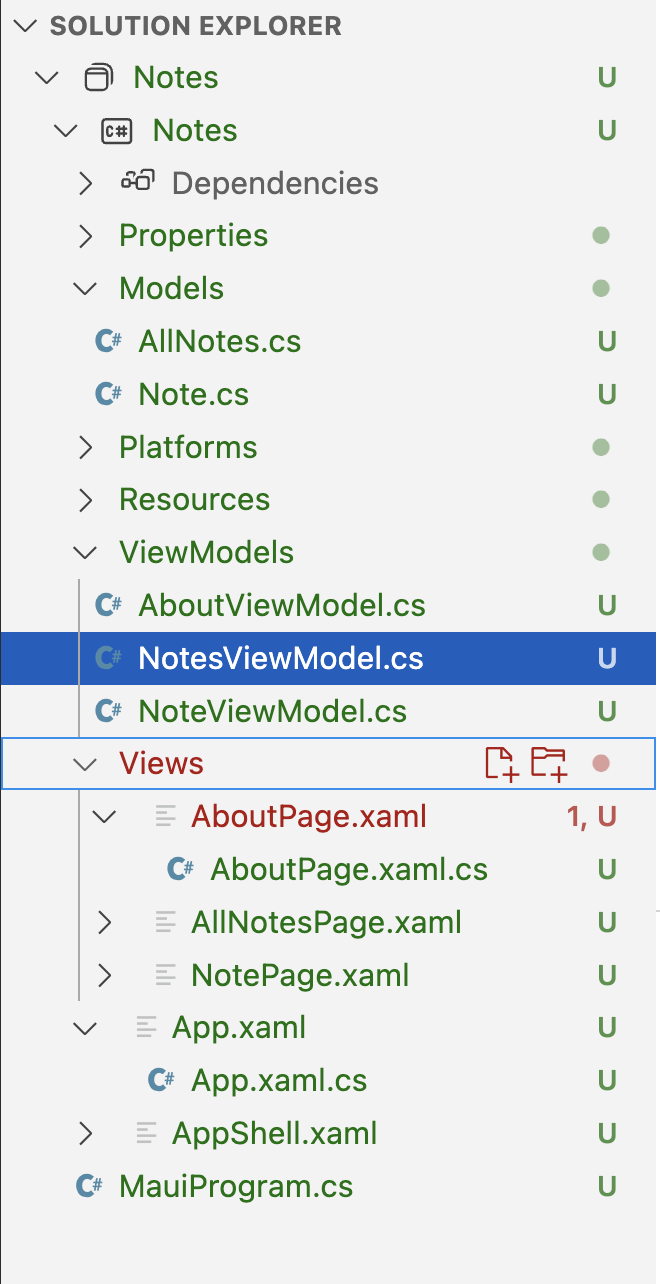 SOLUTION EXPLORER
Notes U
C# Notes U
Dependencies
Properties
Models
C# AllNotes.cs U
C# Note.cs U
Platforms
Resources
ViewModels
C# AboutViewModel.cs U
C# NotesViewModel.cs U
C# NoteViewModel.cs U
Views
AboutPage.xaml 1, U
C# AboutPage.xaml.cs U
AllNotesPage.xaml U
NotePage.xaml U
App.xaml U
C# App.xaml.cs U
AppShell.xaml U
C# MauiProgram.cs U